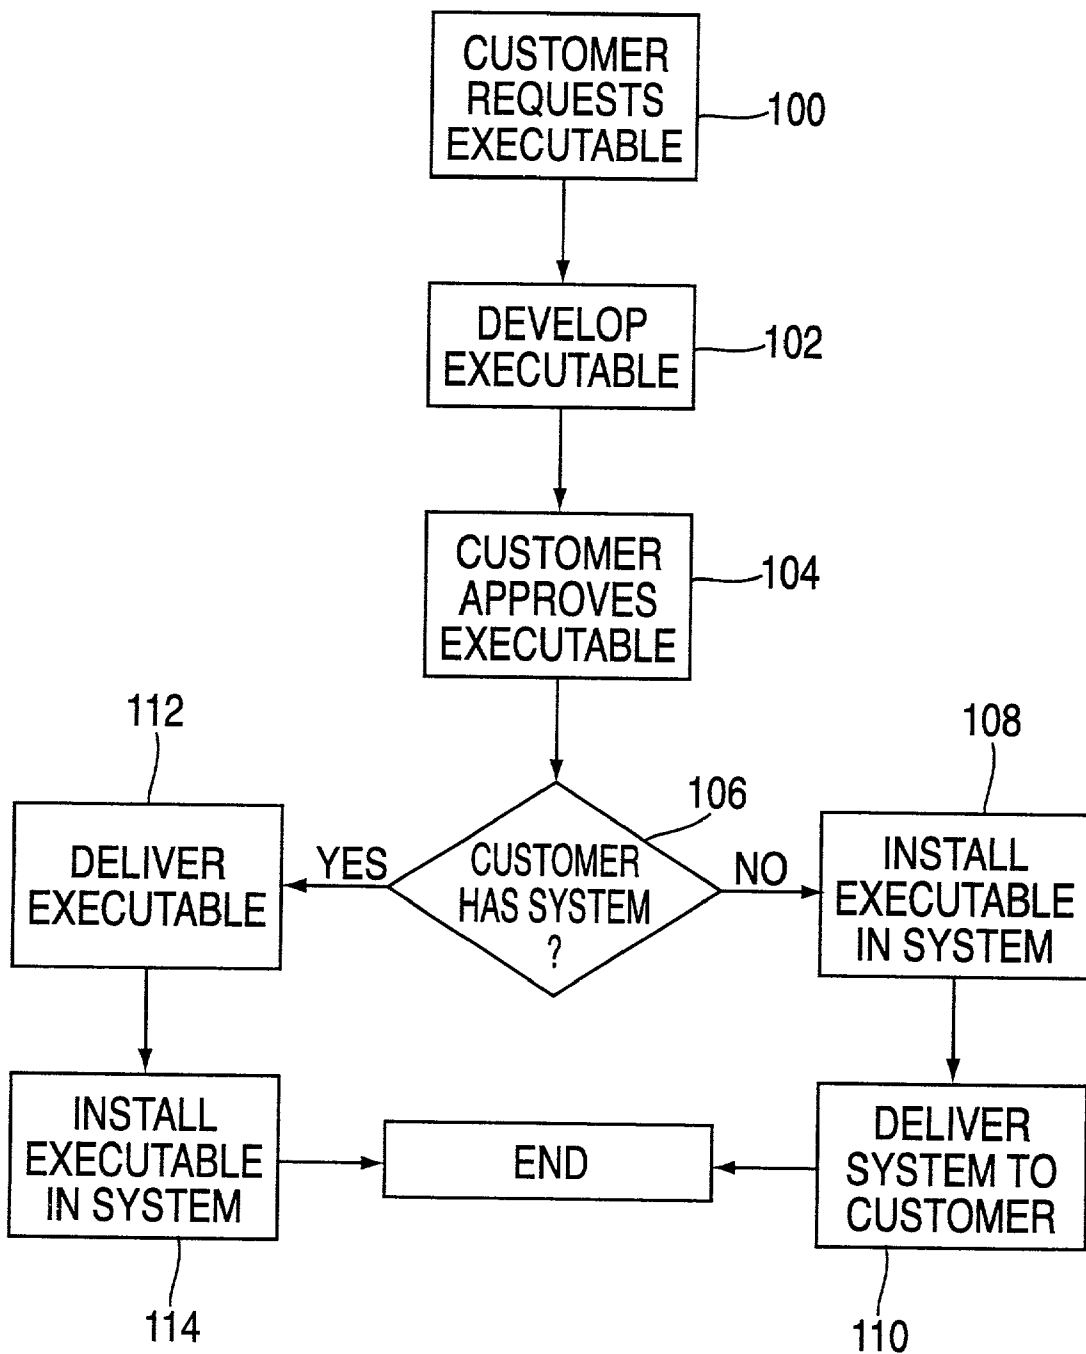 CUSTOMER
REQUESTS
EXECUTABLE
100
DEVELOP
EXECUTABLE
102
CUSTOMER
APPROVES
EXECUTABLE
104
112
108
106
DELIVER
EXECUTABLE
YES
CUSTOMER
HAS SYSTEM
?
NO
INSTALL
EXECUTABLE
IN SYSTEM
INSTALL
EXECUTABLE
IN SYSTEM
END
DELIVER
SYSTEM TO
CUSTOMER
114
110